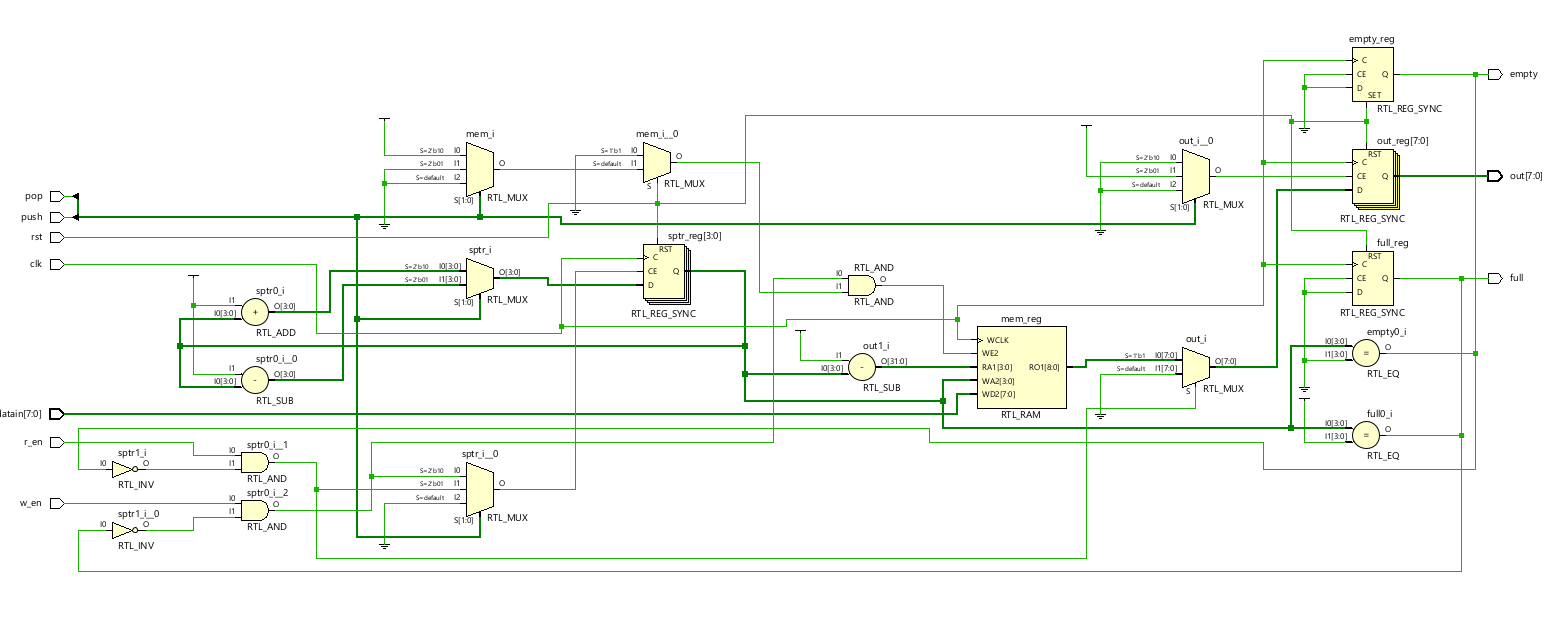 empty_reg
C
CE
Q
D
SET
RTL_REG_SYNC
empty
mem_i
S=2'b10 I0
S=2'b01 I1
S=default I2
O
S[1:0]
RTL_MUX
mem_i__0
S=1'b1 I0
S=default I1
O
S
RTL_MUX
out_i__0
S=2'b10 I0
S=2'b01 I1
S=default I2
O
S[1:0]
RTL_MUX
out_reg[7:0]
RST
C
CE
Q
D
RTL_REG_SYNC
out[7:0]
pop
push
rst
clk
sptr_i
S=2'b10 I0[3:0]
S=2'b01 I1[3:0]
O[3:0]
S[1:0]
RTL_MUX
sptr_reg[3:0]
RST
C
CE
Q
D
RTL_REG_SYNC
full_reg
RST
C
CE
Q
D
RTL_REG_SYNC
full
RTL_AND
I0
I1
O
RTL_AND
sptr0_i
I1
I0[3:0]
+
O[3:0]
RTL_ADD
sptr0_i__0
I1
I0[3:0]
-
O[3:0]
RTL_SUB
out1_i
I1
I0[3:0]
-
O[31:0]
RTL_SUB
mem_reg
WCLK
WE2
RA1[3:0]
RO1[8:0]
WA2[3:0]
WD2[7:0]
RTL_RAM
out_i
S=1'b1 I0[7:0]
S=default I1[7:0]
O[7:0]
S
RTL_MUX
empty0_i
I0[3:0]
I1[3:0]
=
O
RTL_EQ
full0_i
I0[3:0]
I1[3:0]
=
O
RTL_EQ
datain[7:0]
r_en
w_en
sptr1_i
I0
O
RTL_INV
sptr0_i__1
I0
I1
O
RTL_AND
sptr1_i__0
I0
O
RTL_INV
sptr0_i__2
I0
I1
O
RTL_AND
sptr_i__0
S=2'b10 I0
S=2'b01 I1
S=default I2
O
S[1:0]
RTL_MUX